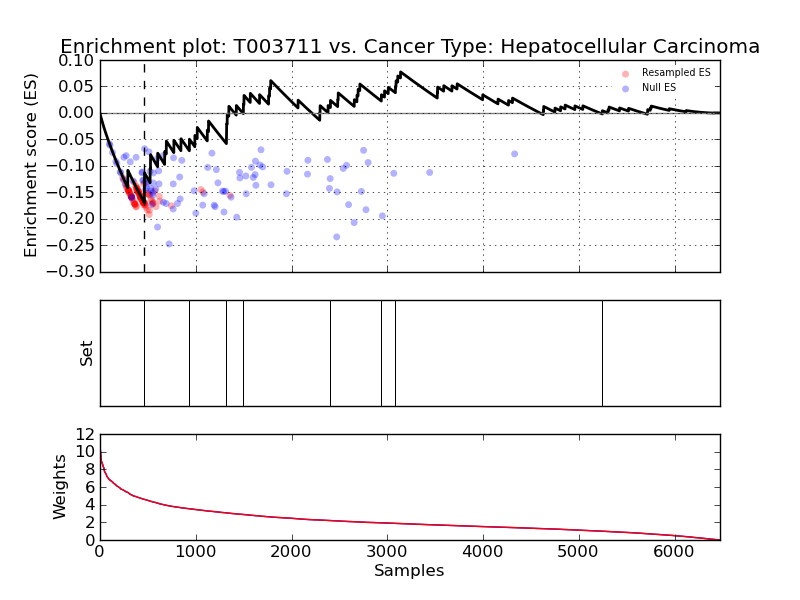 Enrichment plot: T003711 vs. Cancer Type: Hepatocellular Carcinoma
Enrichment score (ES)
0.10
0.05
0.00
−0.05
−0.10
−0.15
−0.20
−0.25
−0.30
Resampled ES
Null ES
Set
Weights
12
10
8
6
4
2
0
0 1000 2000 3000 4000 5000 6000
Samples